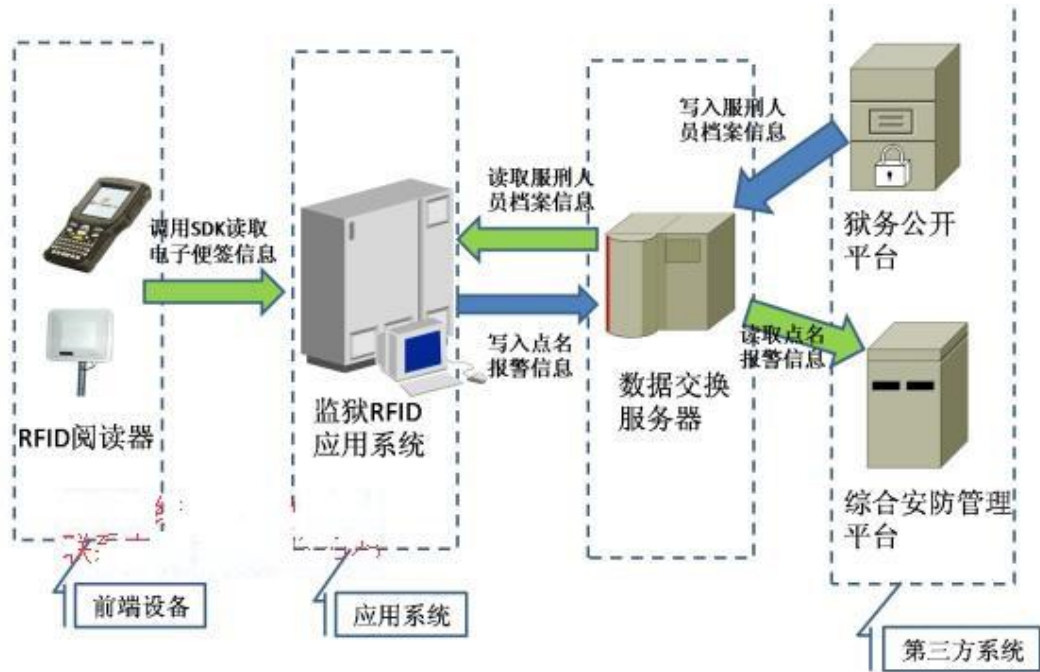 写入服刑人
员档案信息
读取服刑人
员档案信息
狱务公开
平台
调用SDK读取
电子便签信息
写入点名
报警信息
读取点名
报警信息
RFID阅读器
监狱RFID
应用系统
数据交换
服务器
综合安防管理
平台
前端设备
应用系统
第三方系统